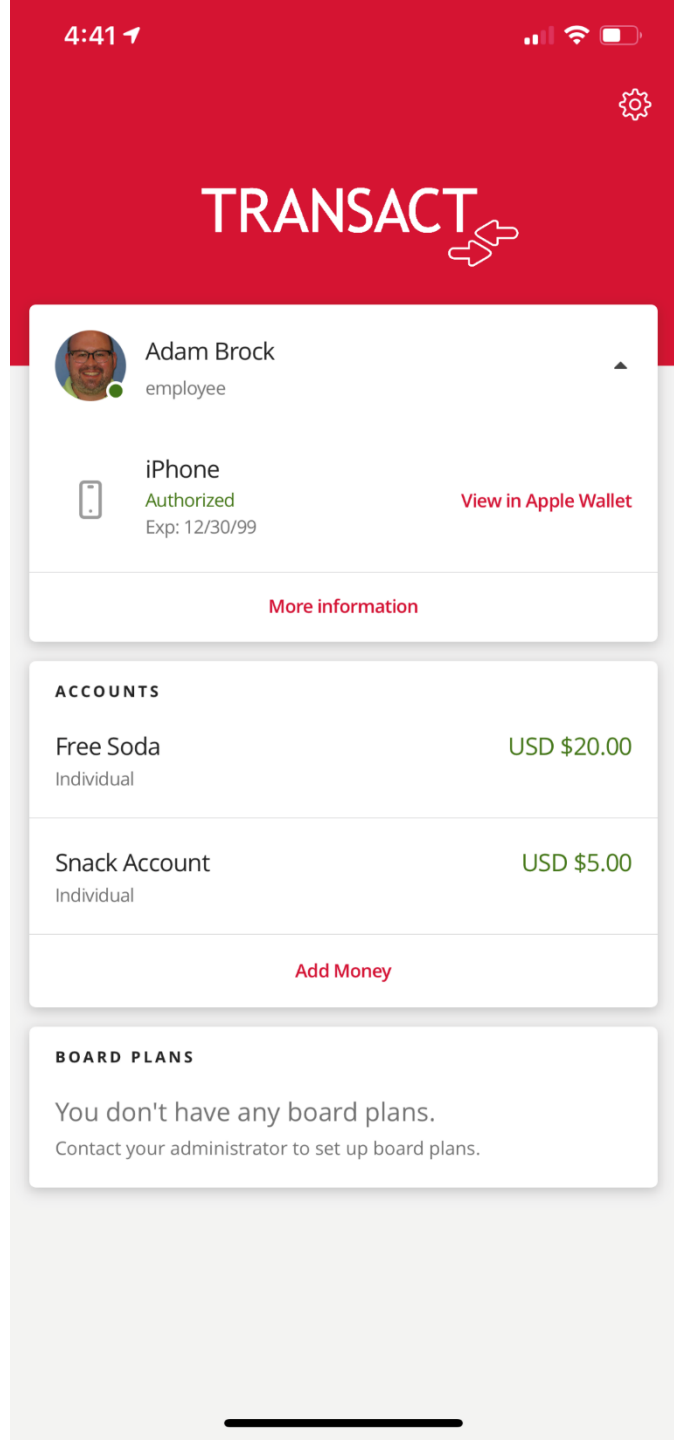 4:41
TRANSACT
Adam Brock
employee
iPhone
Authorized
View in Apple Wallet
Exp: 12/30/99
More information
ACCOUNTS
Free Soda
USD $20.00
Individual
Snack Account
USD $5.00
Individual
Add Money
BOARD PLANS
You don't have any board plans.
Contact your administrator to set up board plans.